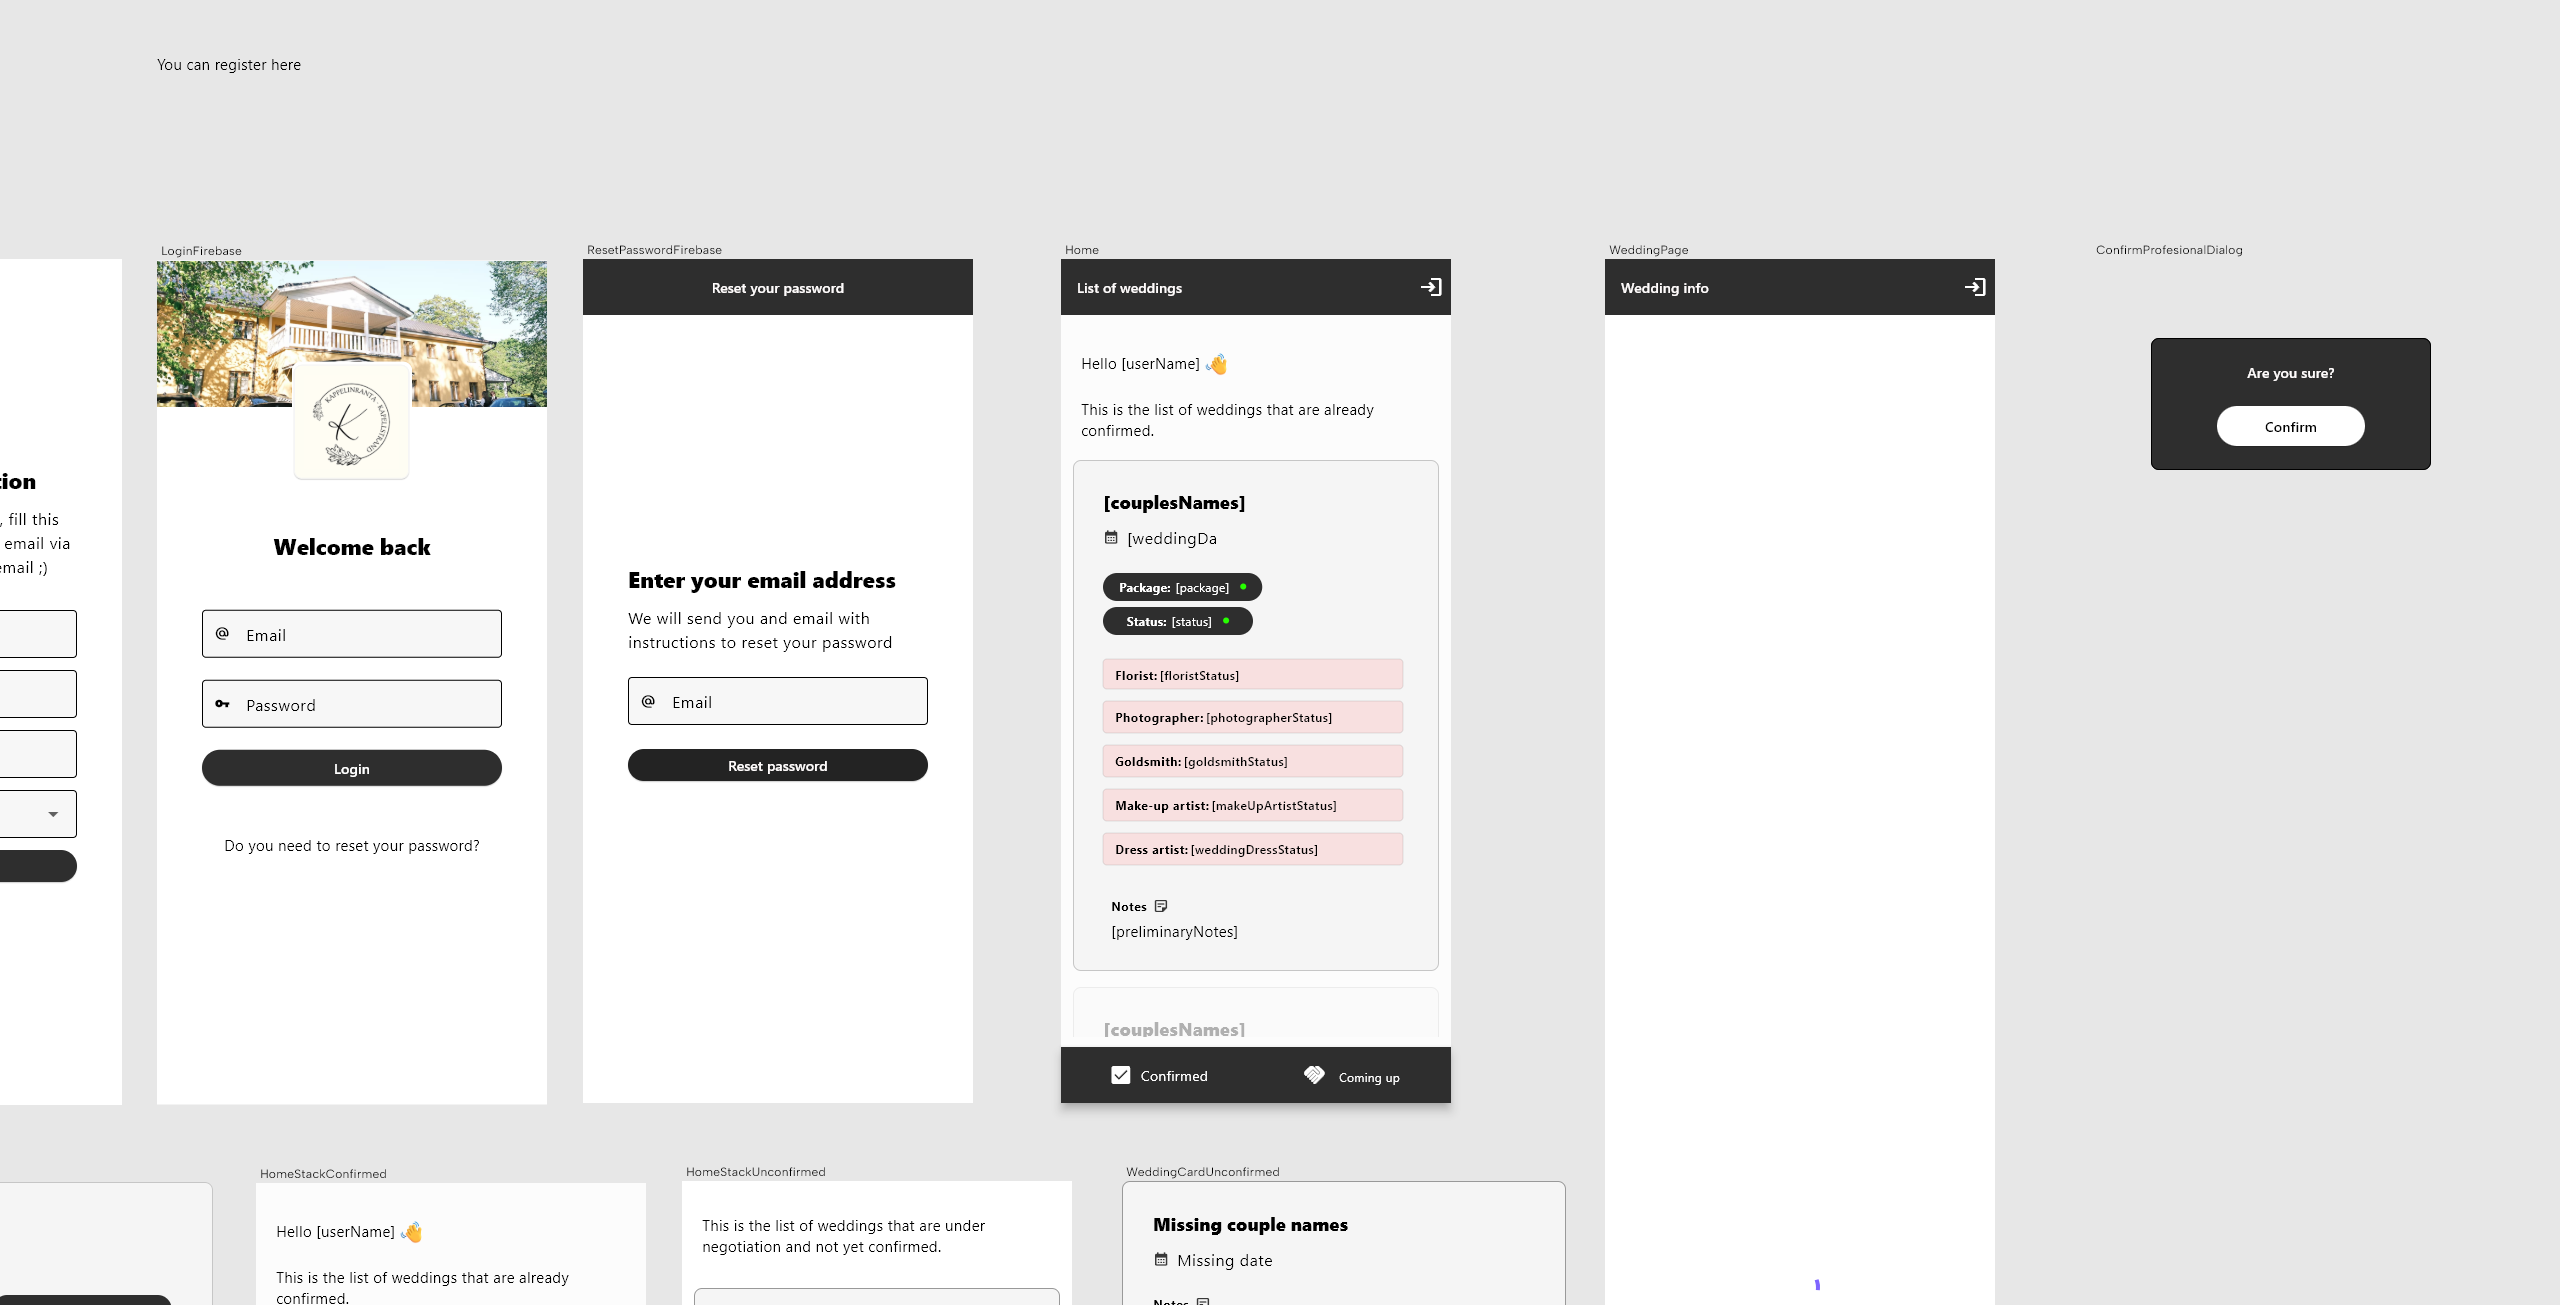 You can register here
tion
, fill this
email via
email ;)
LoginFirebase
KAPPELINRANTA · KAPELLSTRAND
K
Welcome back
Email
Password
Login
Do you need to reset your password?
ResetPasswordFirebase
Reset your password
Enter your email address
We will send you and email with
instructions to reset your password
Email
Reset password
Home
List of weddings
Hello [userName] 👋
This is the list of weddings that are already
confirmed.
[couplesNames]
[weddingDa
Package: [package]
Status: [status]
Florist: [floristStatus]
Photographer: [photographerStatus]
Goldsmith: [goldsmithStatus]
Make-up artist: [makeUpArtistStatus]
Dress artist: [weddingDressStatus]
Notes
[preliminaryNotes]
[couplesNames]
Confirmed
Coming up
WeddingPage
Wedding info
ConfirmProfesionalDialog
Are you sure?
Confirm
HomeStackConfirmed
Hello [userName] 👋
This is the list of weddings that are already
confirmed.
HomeStackUnconfirmed
This is the list of weddings that are under
negotiation and not yet confirmed.
WeddingCardUnconfirmed
Missing couple names
Missing date
Notes